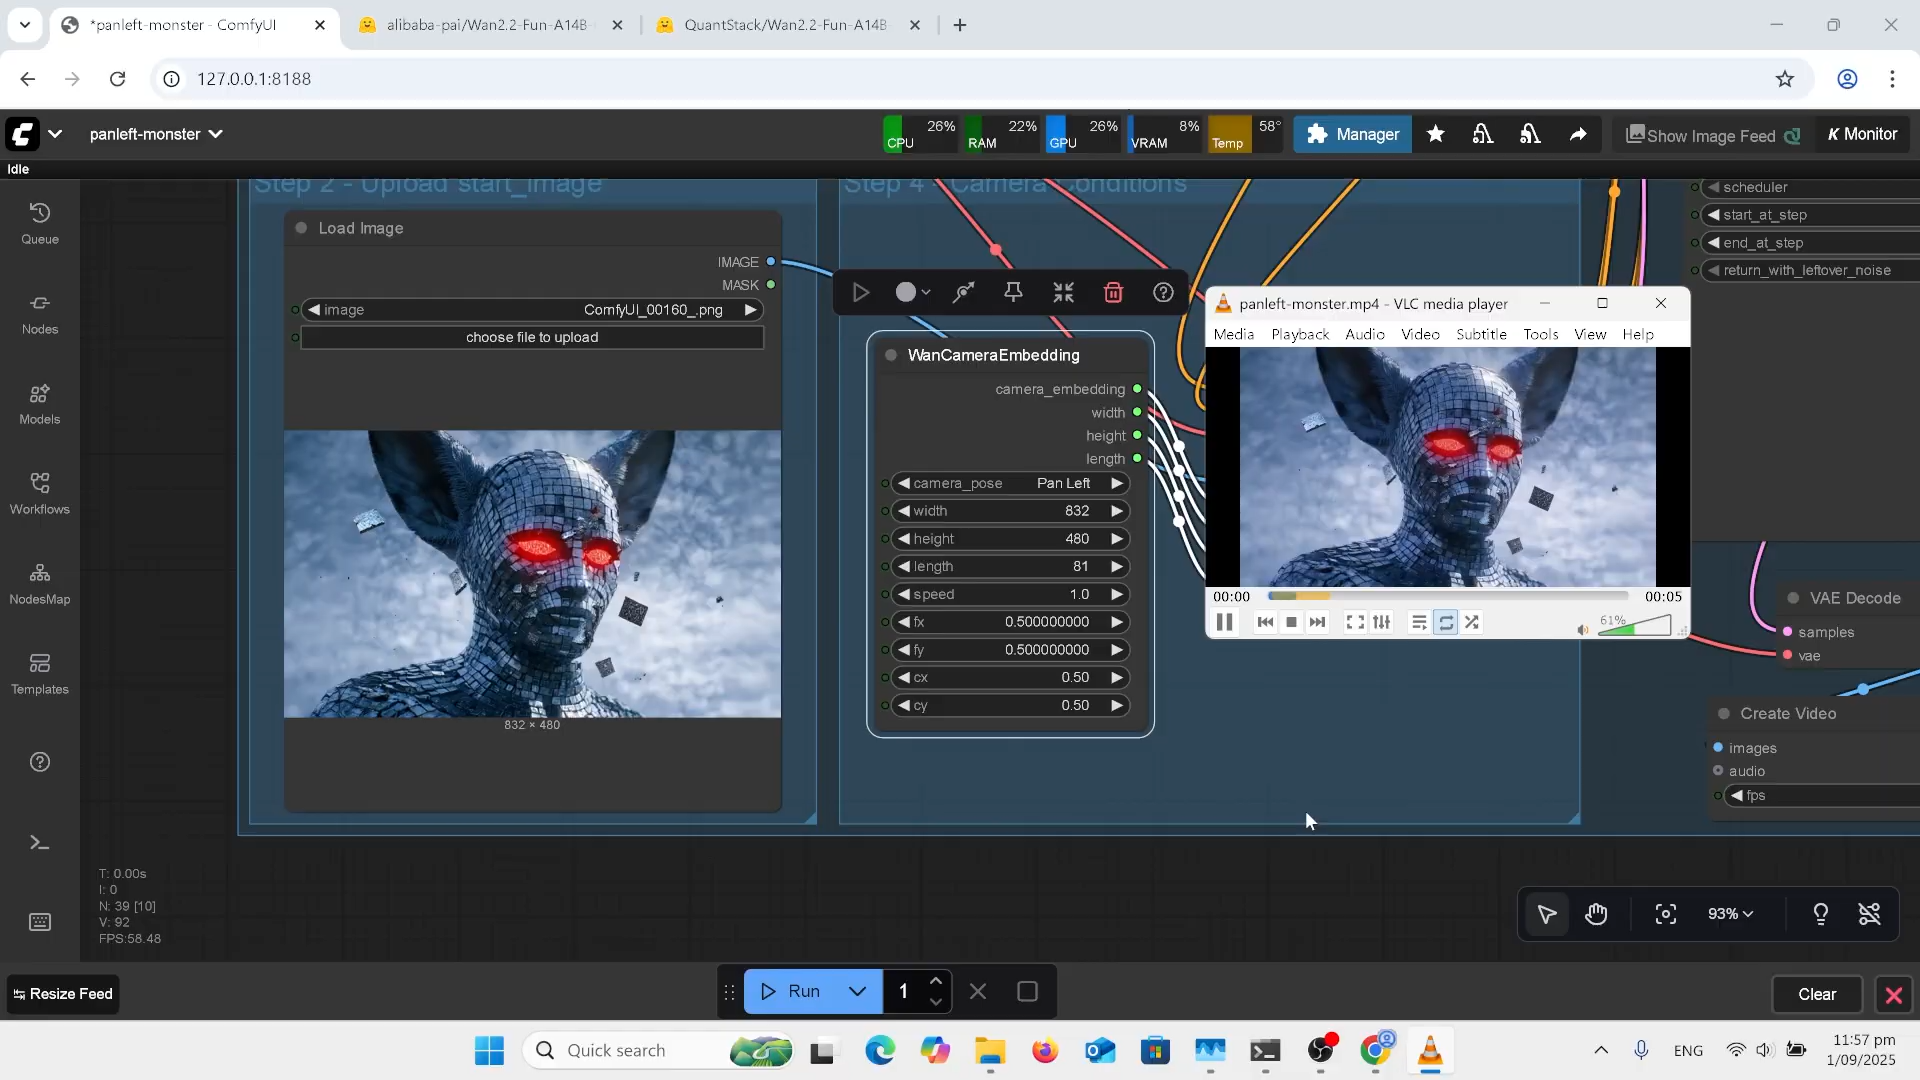 *panleft-monster - ComfyUI
alibaba-pai/Wan2.2-Fun-A14B-
QuantStack/Wan2.2-Fun-A14B-
127.0.0.1:8188
panleft-monster
CPU 26%
RAM 22%
GPU 26%
VRAM 8%
Temp 58°
Manager
Show Image Feed
K Monitor
Idle
Queue
Nodes
Models
Workflows
NodesMap
Templates
Step 2 - Upload start_image
Load Image
IMAGE
MASK
image ComfyUI_00160_.png
choose file to upload
832 × 480
Step 4 - Camera Conditions
WanCameraEmbedding
camera_embedding
width
height
length
camera_pose Pan Left
width 832
height 480
length 81
speed 1.0
fx 0.500000000
fy 0.500000000
cx 0.50
cy 0.50
panleft-monster.mp4 - VLC media player
Media Playback Audio Video Subtitle Tools View Help
00:00 00:05
61%
scheduler
start_at_step
end_at_step
return_with_leftover_noise
VAE Decode
samples
vae
Create Video
images
audio
fps
T: 0.00s
I: 0
N: 39 [10]
V: 92
FPS:58.48
93%
Resize Feed
Run
1
Clear
Quick search
ENG
11:57 pm
1/09/2025